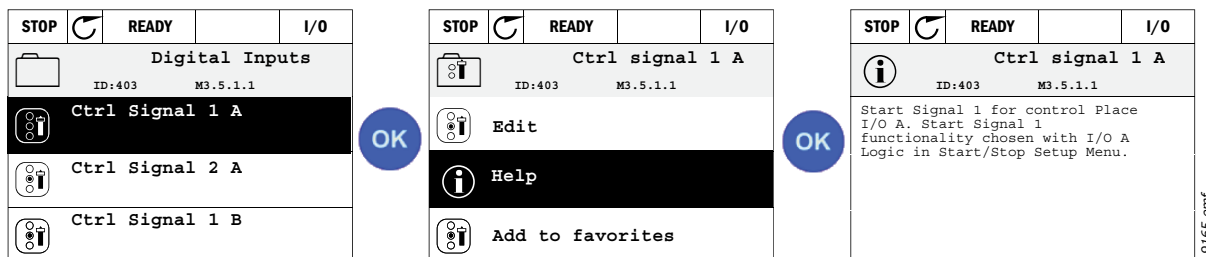 STOP READY I/O
Digital Inputs
ID:403 M3.5.1.1
Ctrl Signal 1 A
Ctrl Signal 2 A
Ctrl Signal 1 B
OK
STOP READY I/O
Ctrl signal 1 A
ID:403 M3.5.1.1
Edit
Help
Add to favorites
OK
STOP READY I/O
Ctrl signal 1 A
ID:403 M3.5.1.1
Start Signal 1 for control Place
I/O A. Start Signal 1
functionality chosen with I/O A
Logic in Start/Stop Setup Menu.